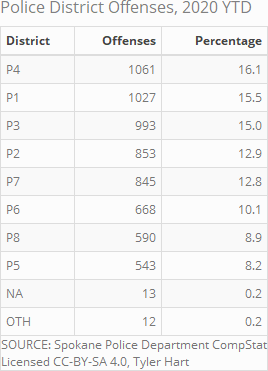 Police District Offenses, 2020 YTD
District Offenses Percentage
P4 1061 16.1
P1 1027 15.5
P3 993 15.0
P2 853 12.9
P7 845 12.8
P6 668 10.1
P8 590 8.9
P5 543 8.2
NA 13 0.2
OTH 12 0.2
SOURCE: Spokane Police Department CompStat
Licensed CC-BY-SA 4.0, Tyler Hart